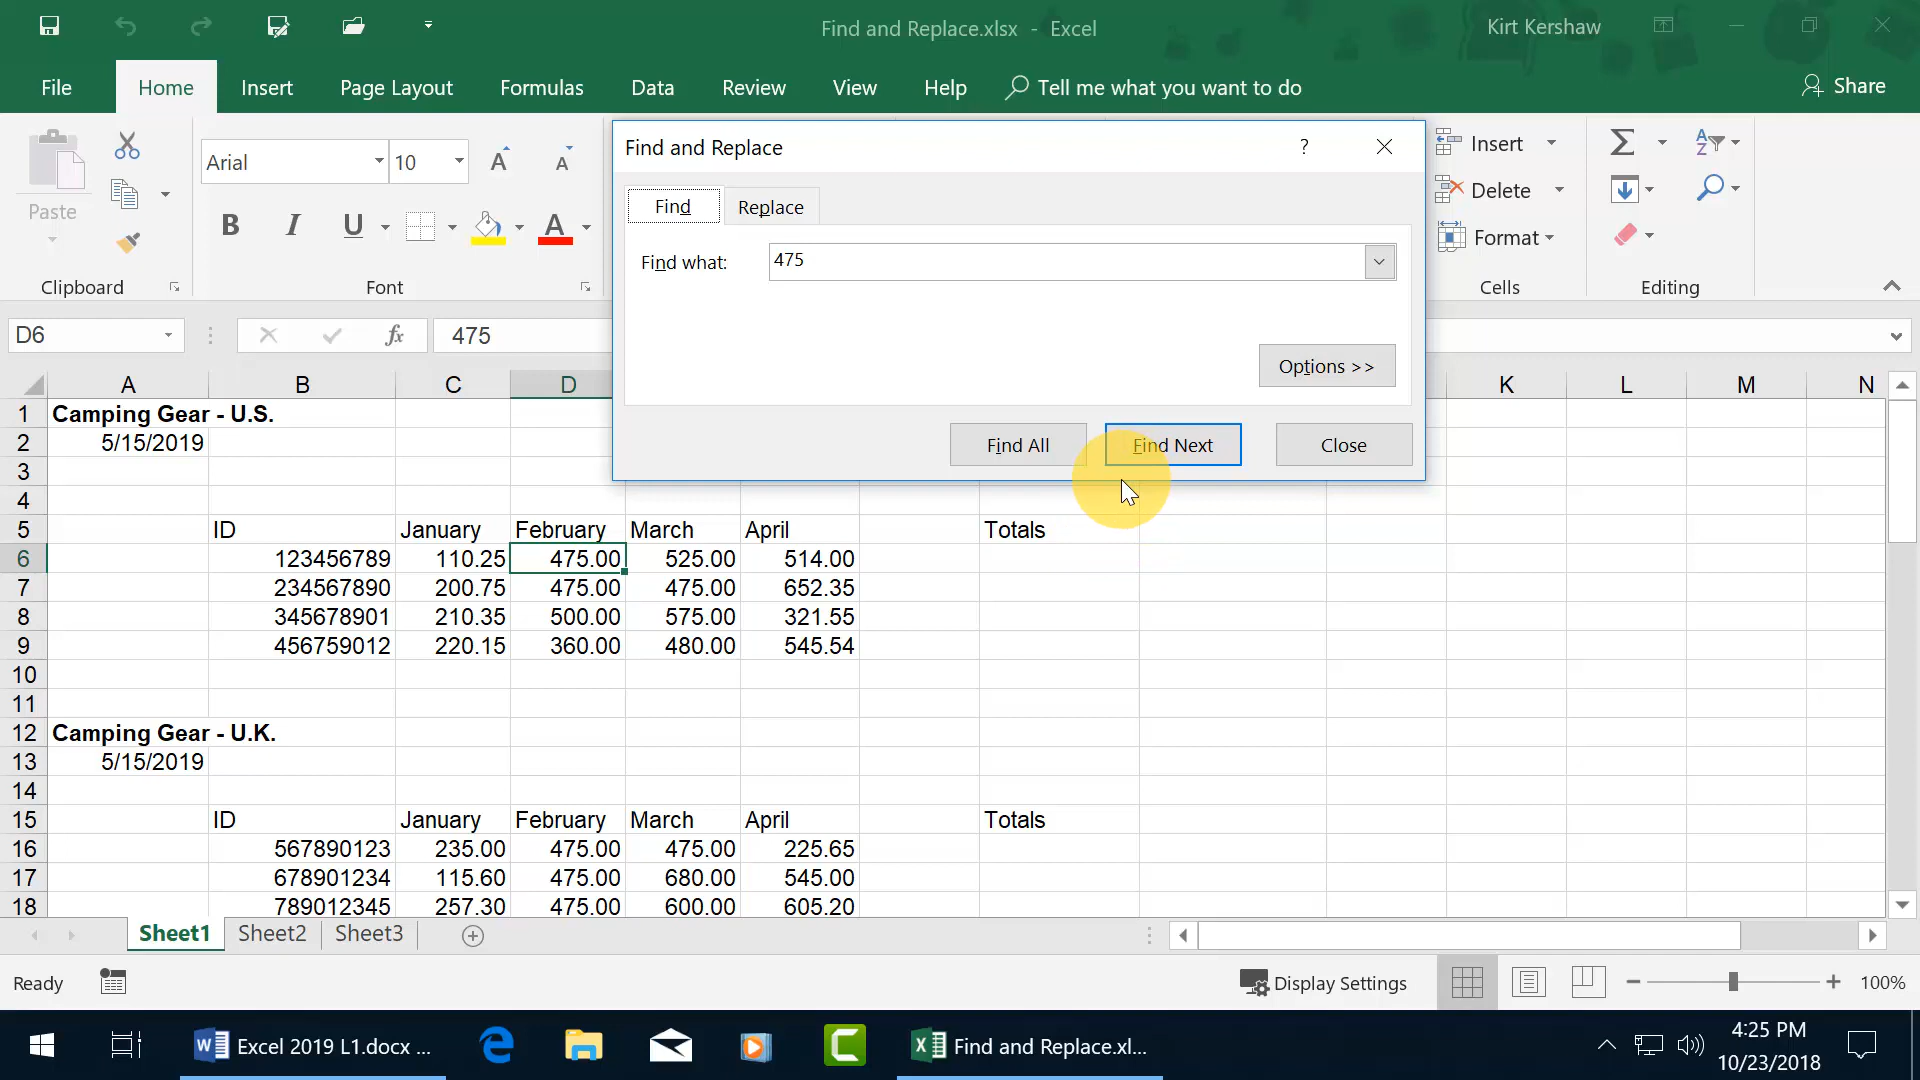 Find and Replace.xlsx - Excel
Kirt Kershaw
File Home Insert Page Layout Formulas Data Review View Help Tell me what you want to do Share
Paste
Clipboard
Arial 10
B I U A
Font
Find and Replace ?
Find Replace
Find what: 475
Options >>
Find All Find Next Close
Insert
Delete
Format
Cells
Editing
D6 fx 475
A B C D K L M N
1 Camping Gear - U.S.
2 5/15/2019
3
4
5 ID January February March April Totals
6 123456789 110.25 475.00 525.00 514.00
7 234567890 200.75 475.00 475.00 652.35
8 345678901 210.35 500.00 575.00 321.55
9 456759012 220.15 360.00 480.00 545.54
10
11
12 Camping Gear - U.K.
13 5/15/2019
14
15 ID January February March April Totals
16 567890123 235.00 475.00 475.00 225.65
17 678901234 115.60 475.00 680.00 545.00
18 789012345 257.30 475.00 600.00 605.20
Sheet1 Sheet2 Sheet3
Ready Display Settings 100%
Excel 2019 L1.docx ... Find and Replace.xl... 4:25 PM
10/23/2018